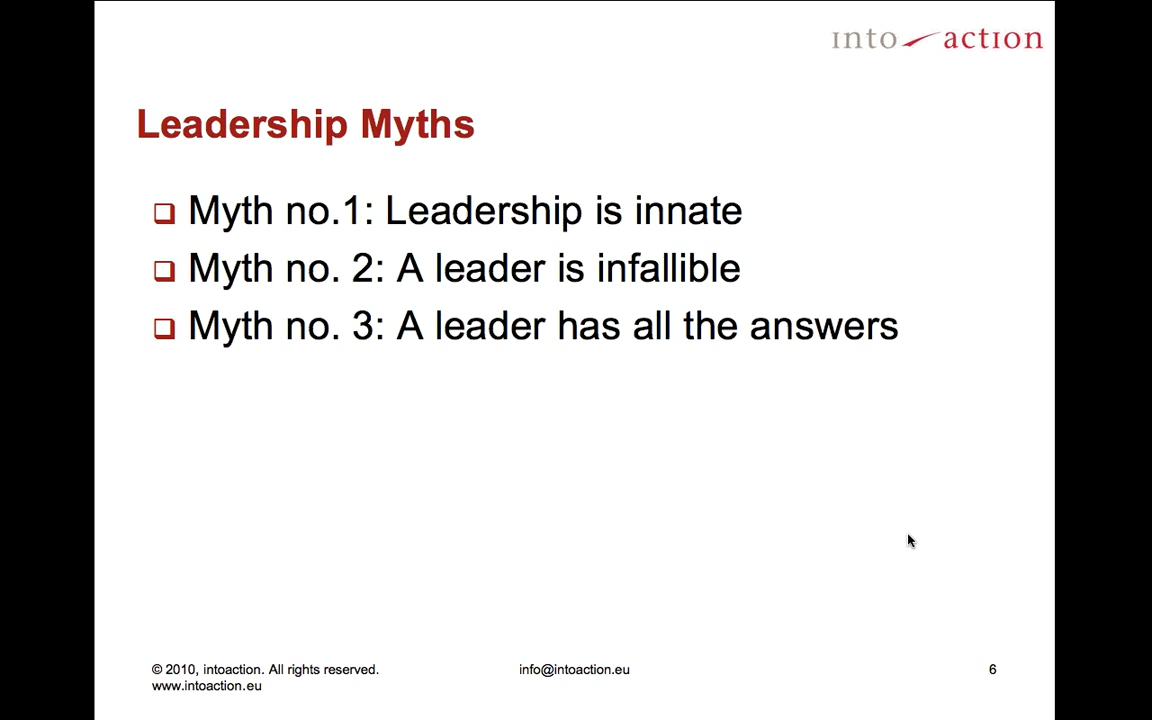 into action
Leadership Myths
Myth no.1: Leadership is innate
Myth no. 2: A leader is infallible
Myth no. 3: A leader has all the answers
© 2010, intoaction. All rights reserved.
www.intoaction.eu
info@intoaction.eu
6